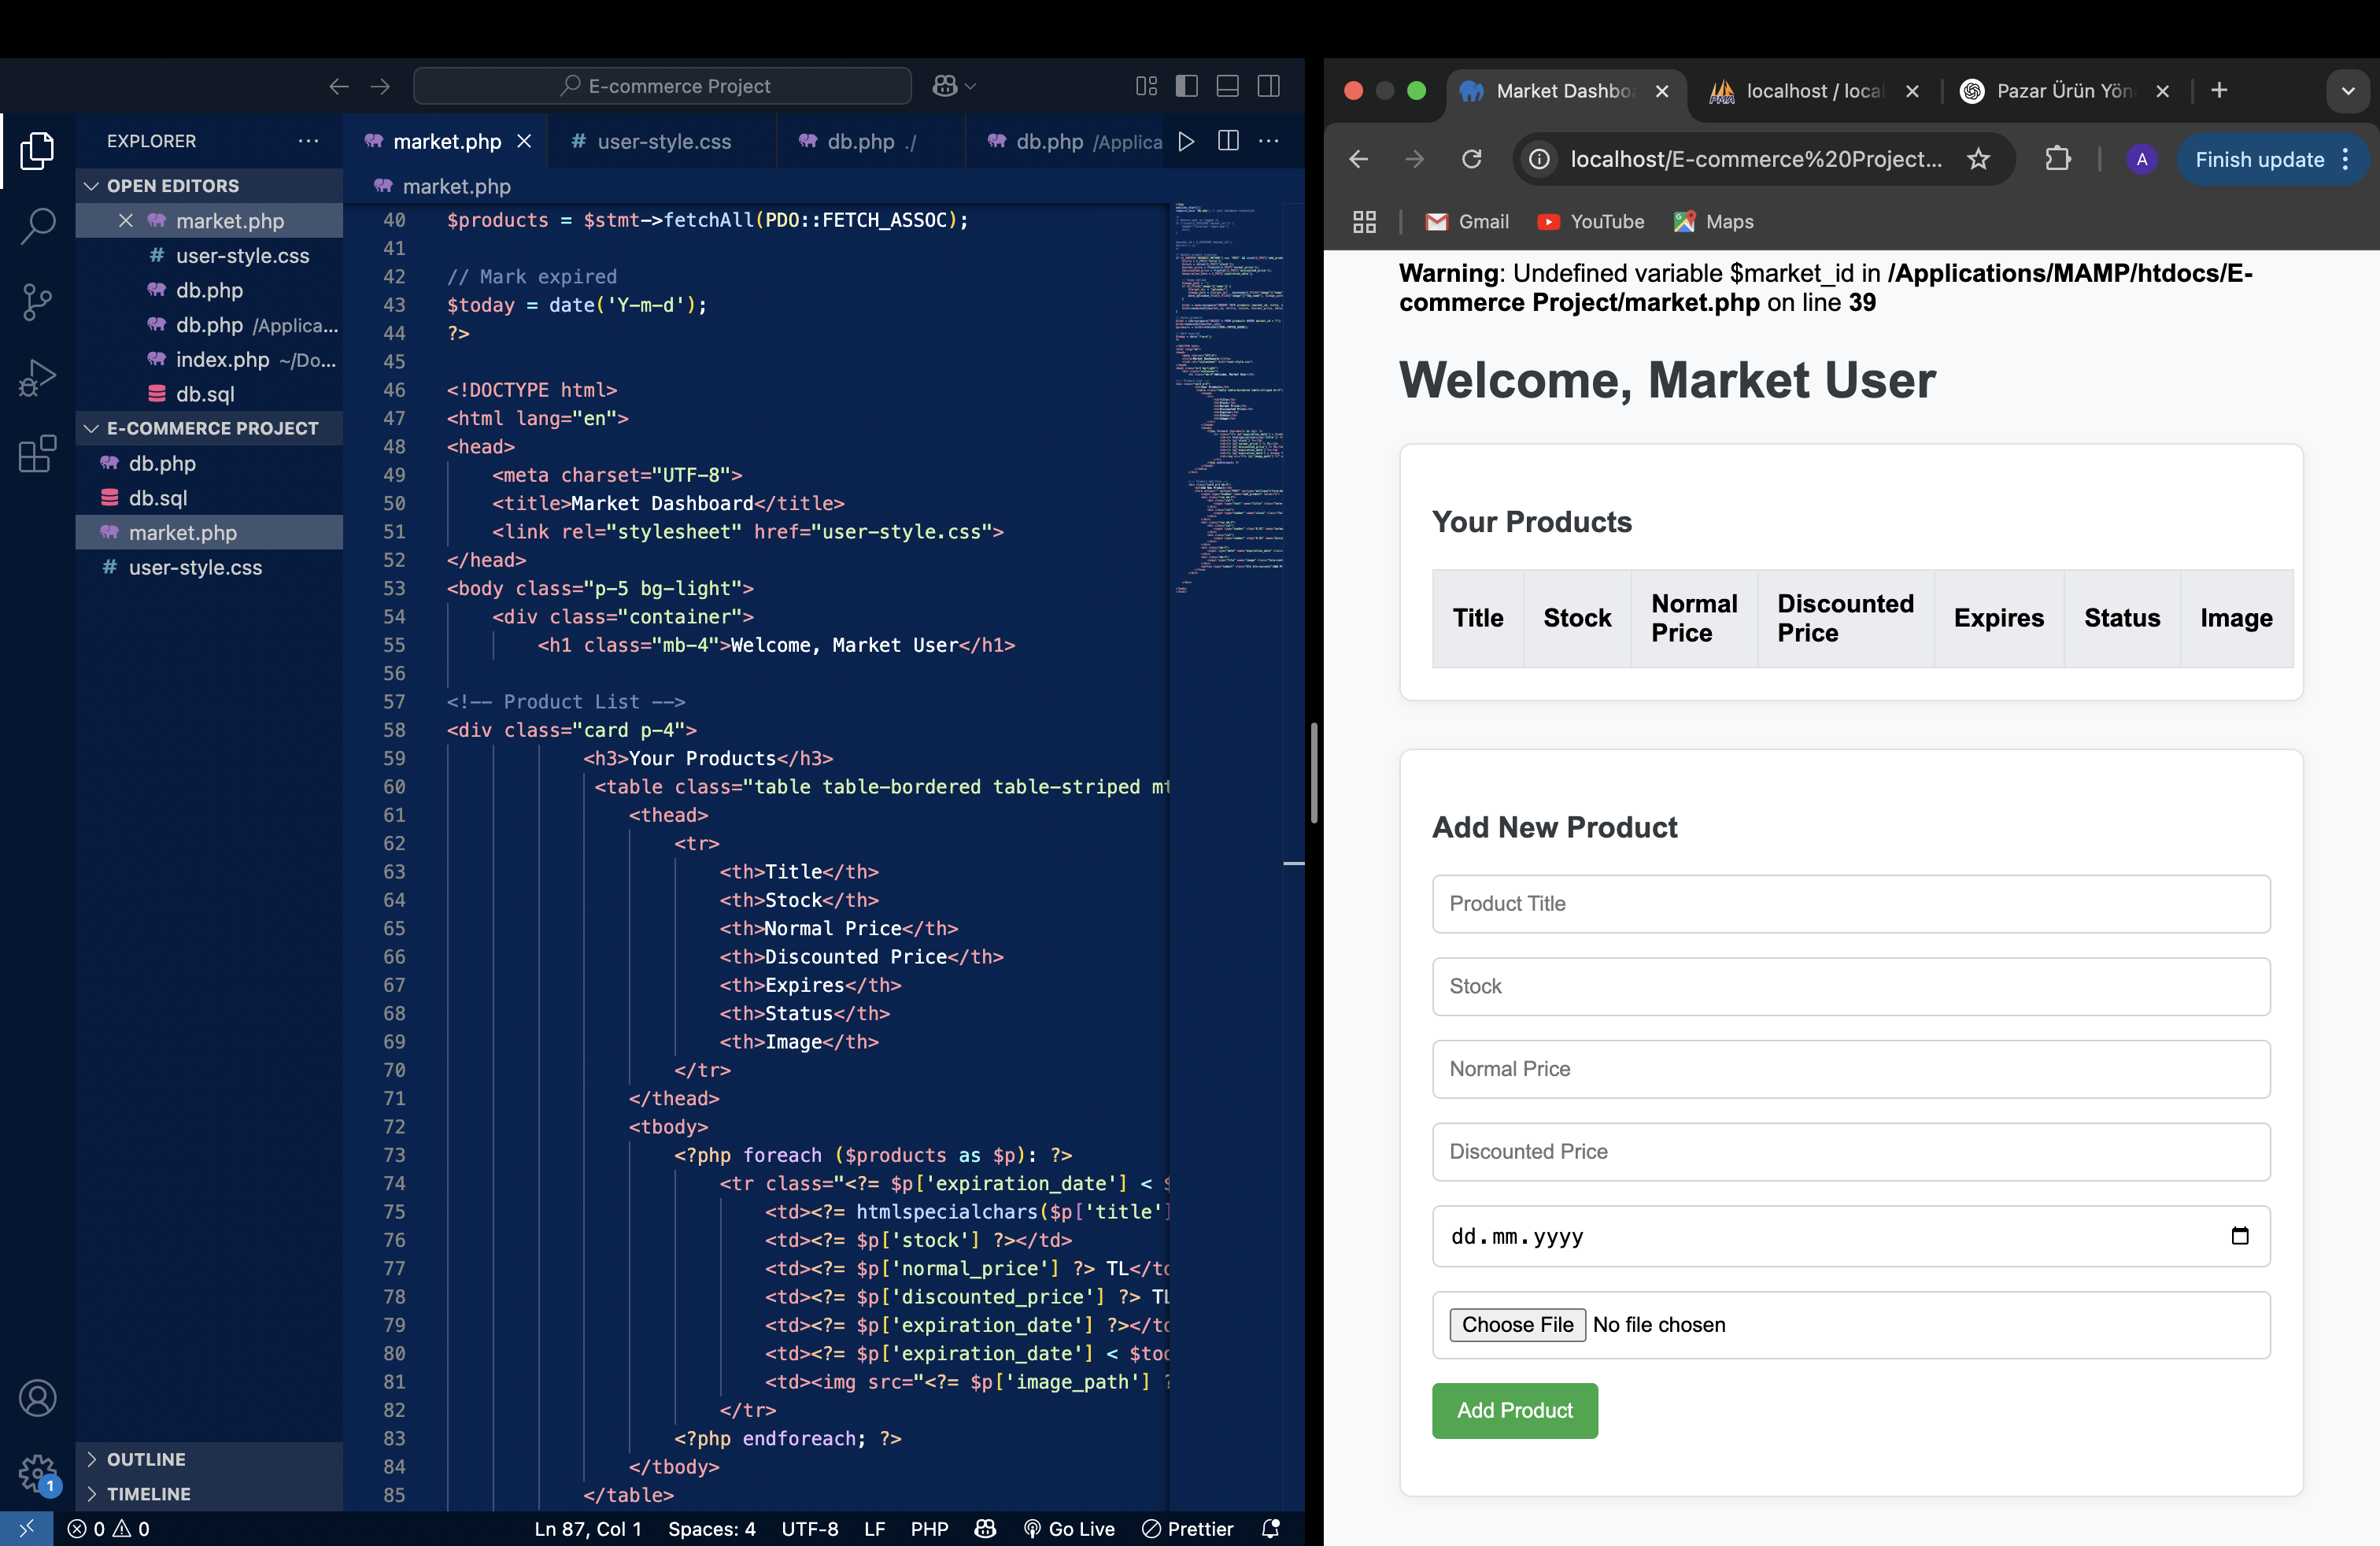 E-commerce Project
EXPLORER
OPEN EDITORS
market.php
user-style.css
db.php
db.php /Applica...
index.php ~/Do...
db.sql
E-COMMERCE PROJECT
db.php
db.sql
market.php
user-style.css
OUTLINE
TIMELINE
1
market.php
# user-style.css
db.php ./
db.php /Applica
market.php
40 $products = $stmt->fetchAll(PDO::FETCH_ASSOC);
41
42 // Mark expired
43 $today = date('Y-m-d');
44 ?>
45
46 <!DOCTYPE html>
47 <html lang="en">
48 <head>
49 <meta charset="UTF-8">
50 <title>Market Dashboard</title>
51 <link rel="stylesheet" href="user-style.css">
52 </head>
53 <body class="p-5 bg-light">
54 <div class="container">
55 <h1 class="mb-4">Welcome, Market User</h1>
56
57 <!-- Product List -->
58 <div class="card p-4">
59 <h3>Your Products</h3>
60 <table class="table table-bordered table-striped mt
61 <thead>
62 <tr>
63 <th>Title</th>
64 <th>Stock</th>
65 <th>Normal Price</th>
66 <th>Discounted Price</th>
67 <th>Expires</th>
68 <th>Status</th>
69 <th>Image</th>
70 </tr>
71 </thead>
72 <tbody>
73 <?php foreach ($products as $p): ?>
74 <tr class="<?= $p['expiration_date'] < $
75 <td><?= htmlspecialchars($p['title']
76 <td><?= $p['stock'] ?></td>
77 <td><?= $p['normal_price'] ?> TL</td
78 <td><?= $p['discounted_price'] ?> TL
79 <td><?= $p['expiration_date'] ?></td
80 <td><?= $p['expiration_date'] < $tod
81 <td><img src="<?= $p['image_path'] ?
82 </tr>
83 <?php endforeach; ?>
84 </tbody>
85 </table>
0 0
Ln 87, Col 1 Spaces: 4 UTF-8 LF PHP Go Live Prettier
Market Dashbo
localhost / local
Pazar Ürün Yön
localhost/E-commerce%20Project...
A
Finish update
Gmail YouTube Maps
Warning: Undefined variable $market_id in /Applications/MAMP/htdocs/E-
commerce Project/market.php on line 39
Welcome, Market User
Your Products
Title Stock Normal Price Discounted Price Expires Status Image
Add New Product
Product Title
Stock
Normal Price
Discounted Price
dd.mm.yyyy
Choose File No file chosen
Add Product